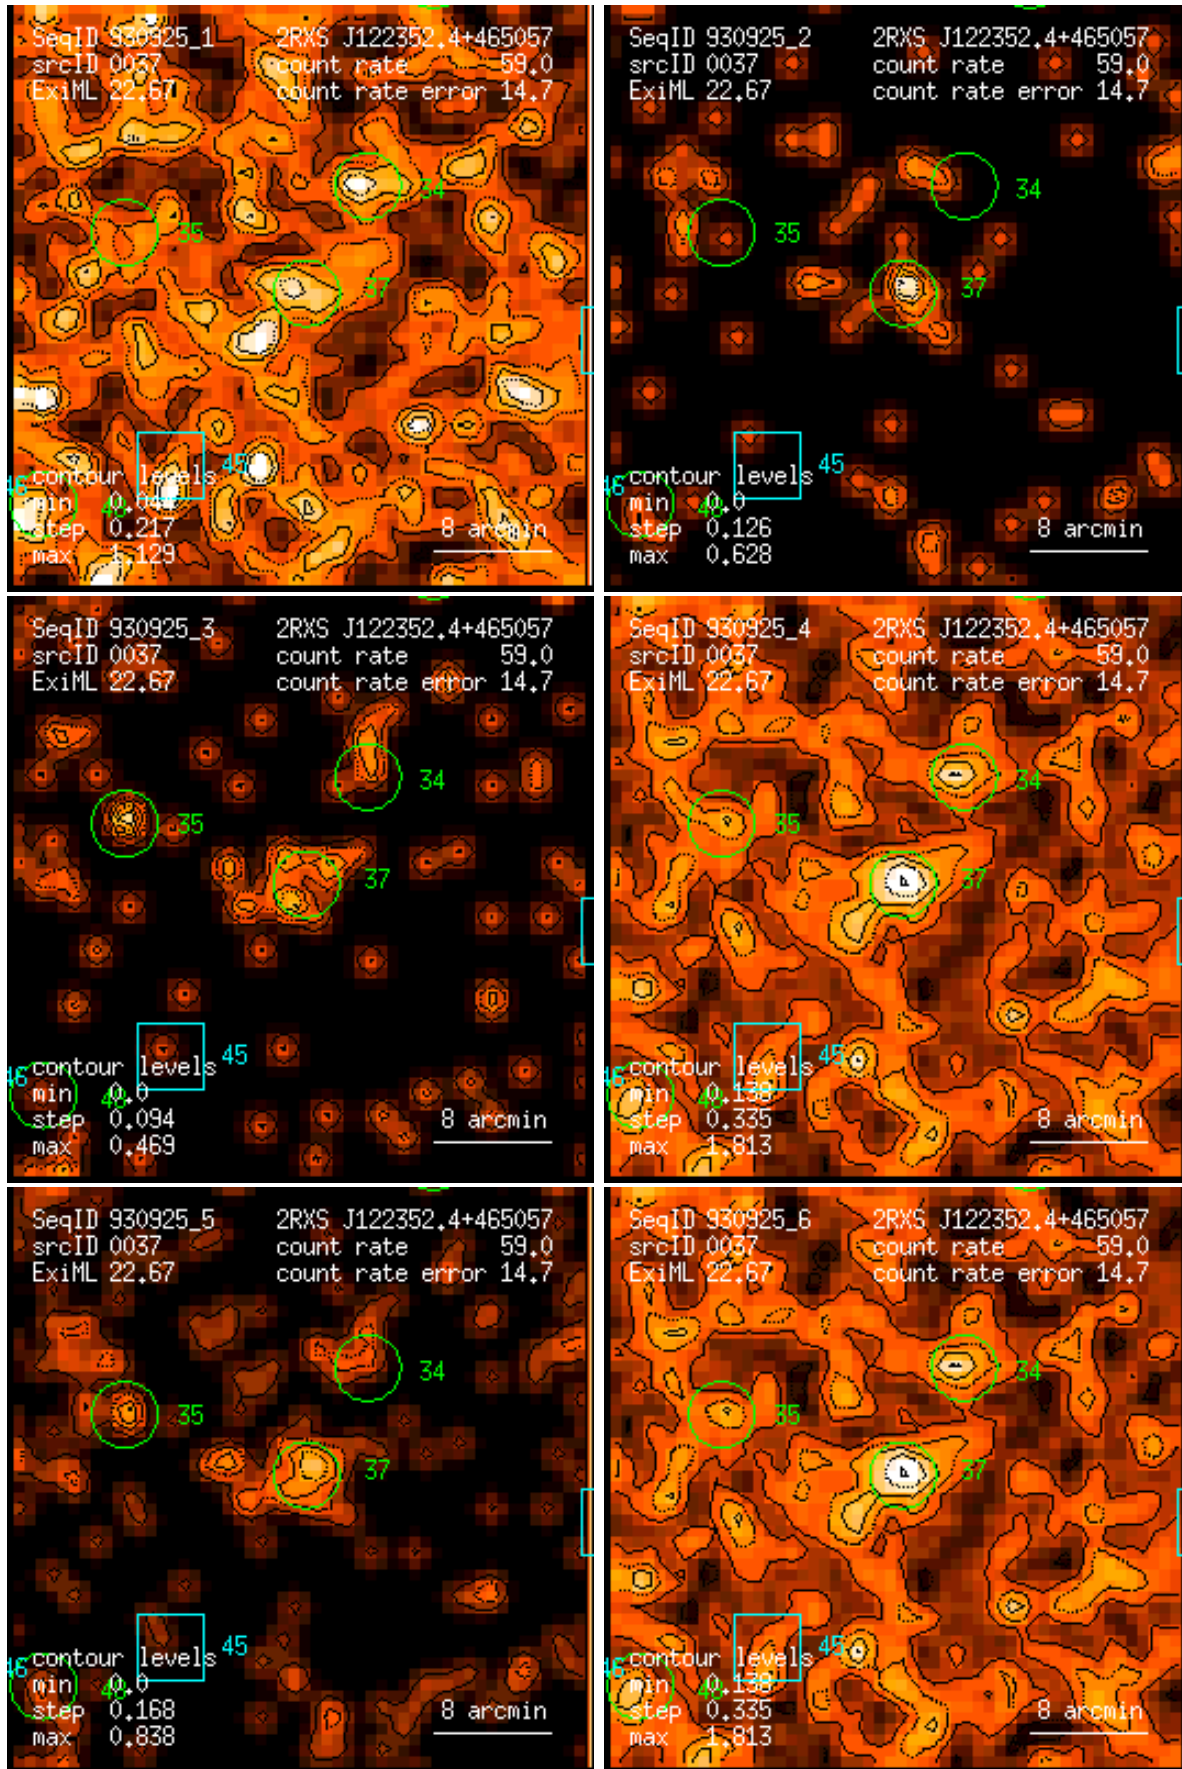 SeqID 930925_1 2RXS J122352.4+465057
srcID 0037 count rate 59.0
ExiML 22.67 count rate error 14.7
34
35
37
45
46 contour levels
min
48
step 0.217
max 1.129
8 arcmin
SeqID 930925_2 2RXS J122352.4+465057
srcID 0037 count rate 59.0
ExiML 22.67 count rate error 14.7
34
35
37
45
46 contour levels
min 0.0
48
step 0.126
max 0.628
8 arcmin
SeqID 930925_3 2RXS J122352.4+465057
srcID 0037 count rate 59.0
ExiML 22.67 count rate error 14.7
34
35
37
45
46 contour levels
min 0.0
48
step 0.094
max 0.469
8 arcmin
SeqID 930925_4 2RXS J122352.4+465057
srcID 0037 count rate 59.0
ExiML 22.67 count rate error 14.7
34
35
37
45
46 contour levels
min 0.138
48
step 0.335
max 1.813
8 arcmin
SeqID 930925_5 2RXS J122352.4+465057
srcID 0037 count rate 59.0
ExiML 22.67 count rate error 14.7
34
35
37
45
46 contour levels
min 0.0
48
step 0.168
max 0.838
8 arcmin
SeqID 930925_6 2RXS J122352.4+465057
srcID 0037 count rate 59.0
ExiML 22.67 count rate error 14.7
34
35
37
45
46 contour levels
min 0.138
48
step 0.335
max 1.813
8 arcmin